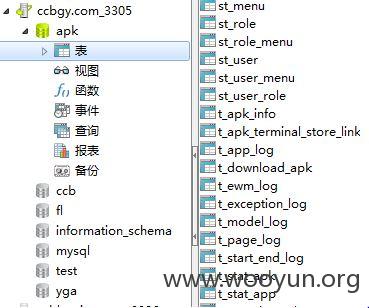 ccbgy.com_3305
apk
表
视图
函数
事件
查询
报表
备份
ccb
fl
information_schema
mysql
test
yga
st_menu
st_role
st_role_menu
st_user
st_user_menu
st_user_role
t_apk_info
t_apk_terminal_store_link
t_app_log
t_download_apk
t_ewm_log
t_exception_log
t_model_log
t_page_log
t_start_end_log
t_stat_apk
t_stat_app
www.wooyun.org